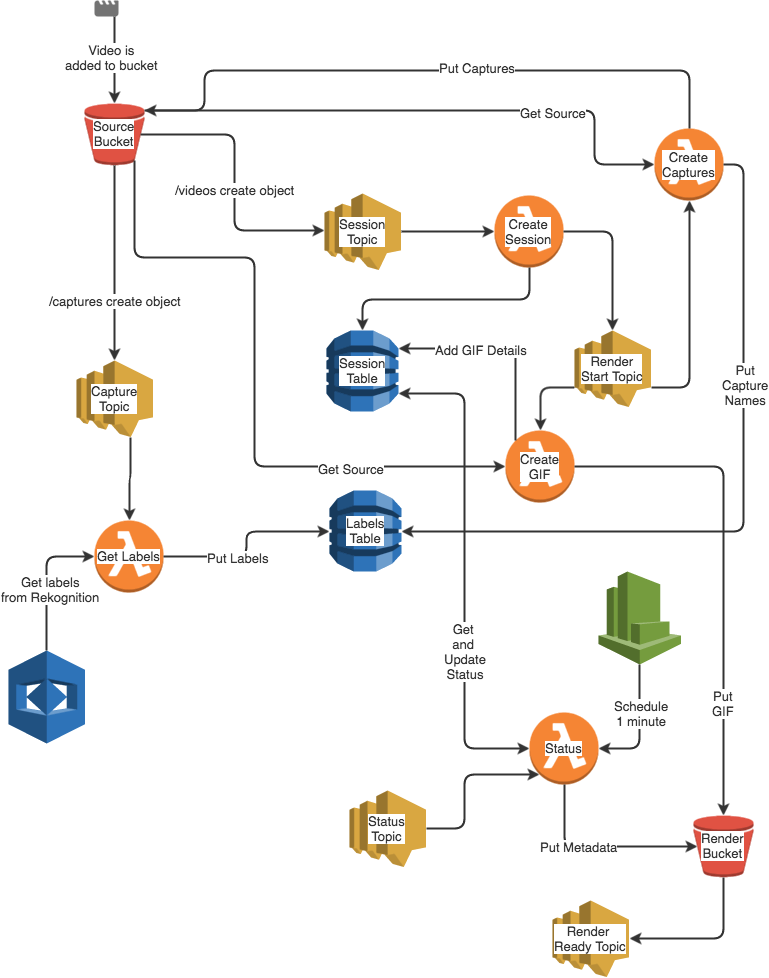 Video is
added to bucket
Put Captures
Source
Bucket
Get Source
Create
Captures
/videos create object
Session
Topic
Create
Session
/captures create object
Session
Table
Add GIF Details
Render
Start Topic
Put
Capture
Names
Capture
Topic
Get Source
Create
GIF
Labels
Table
Get Labels
Put Labels
Get labels
from Rekognition
Get
and
Update
Status
Schedule
1 minute
Put
GIF
Status
Status
Topic
Put Metadata
Render
Bucket
Render
Ready Topic